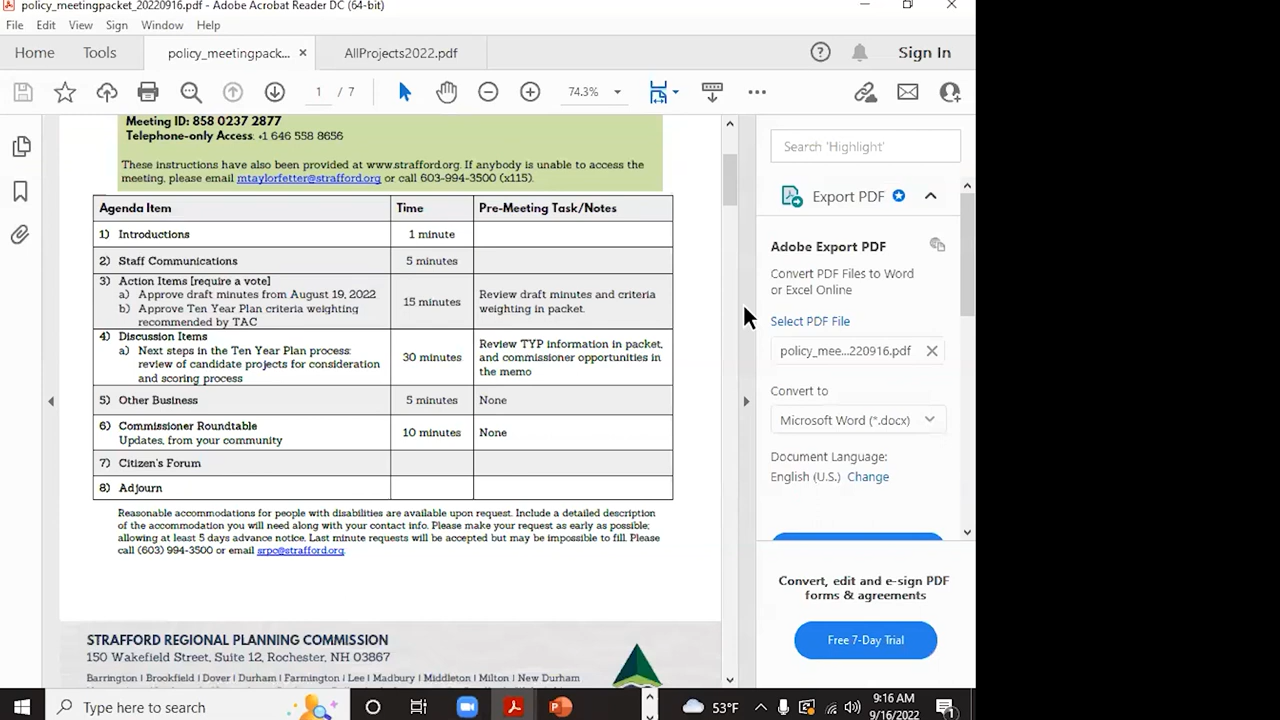 policy_meetingpacket_20220916.pdf - Adobe Acrobat Reader DC (64-bit)
File Edit View Sign Window Help
Home Tools policy_meetingpack... × AllProjects2022.pdf Sign In
1 / 7 74.3%
Meeting ID: 858 0237 2877
Telephone-only Access: +1 646 558 8656
These instructions have also been provided at www.strafford.org. If anybody is unable to access the
meeting, please email mtaylorfetter@strafford.org or call 603-994-3500 (x115).
Agenda Item Time Pre-Meeting Task/Notes
1) Introductions 1 minute
2) Staff Communications 5 minutes
3) Action Items [require a vote]
a) Approve draft minutes from August 19, 2022
b) Approve Ten Year Plan criteria weighting
recommended by TAC
15 minutes
Review draft minutes and criteria
weighting in packet.
4) Discussion Items
a) Next steps in the Ten Year Plan process:
review of candidate projects for consideration
and scoring process
30 minutes
Review TYP information in packet,
and commissioner opportunities in
the memo
5) Other Business 5 minutes None
6) Commissioner Roundtable
Updates, from your community
10 minutes None
7) Citizen's Forum
8) Adjourn
Reasonable accommodations for people with disabilities are available upon request. Include a detailed description
of the accommodation you will need along with your contact info. Please make your request as early as possible;
allowing at least 5 days advance notice. Last minute requests will be accepted but may be impossible to fill. Please
call (603) 994-3500 or email srpc@strafford.org.
STRAFFORD REGIONAL PLANNING COMMISSION
150 Wakefield Street, Suite 12, Rochester, NH 03867
Barrington | Brookfield | Dover | Durham | Farmington | Lee | Madbury | Middleton | Milton | New Durham
Search 'Highlight'
Export PDF
Adobe Export PDF
Convert PDF Files to Word
or Excel Online
Select PDF File
policy_mee...220916.pdf
Convert to
Microsoft Word (*.docx)
Document Language:
English (U.S.) Change
Convert, edit and e-sign PDF
forms & agreements
Free 7-Day Trial
Type here to search
53°F
9:16 AM
9/16/2022
1